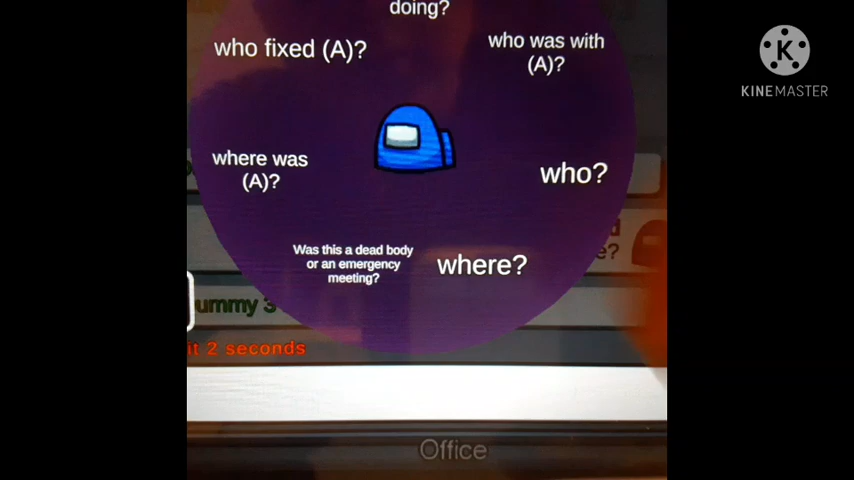 doing?
who fixed (A)?
who was with
(A)?
K
KINEMASTER
where was
(A)?
who?
Was this a dead body
or an emergency
meeting?
where?
e?
ummy 3
it 2 seconds
Office